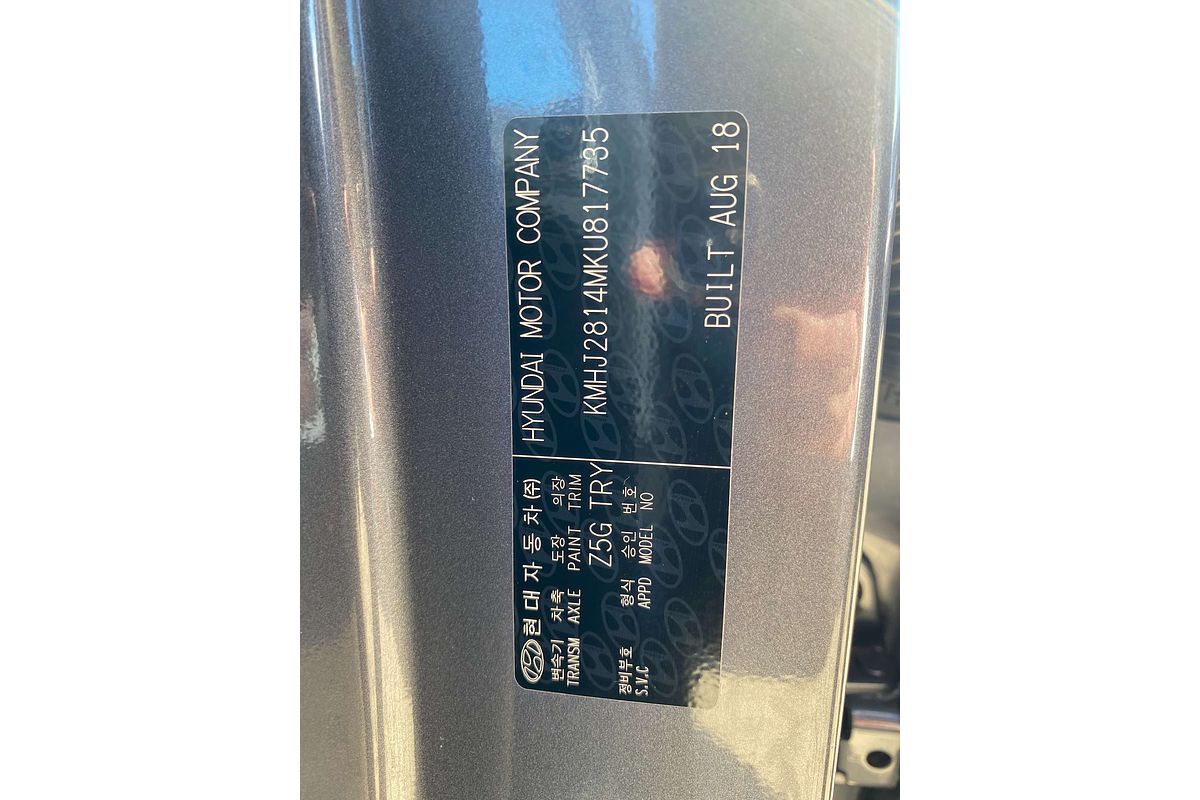 현대자동차(주) HYUNDAI MOTOR COMPANY
변속기 차축 도장 의장
TRANSM AXLE PAINT TRIM
Z5G TRY KMHJ2814MKU817735
정비부호 형식 승인 번호
S.V.C APPD MODEL NO
BUILT AUG 18